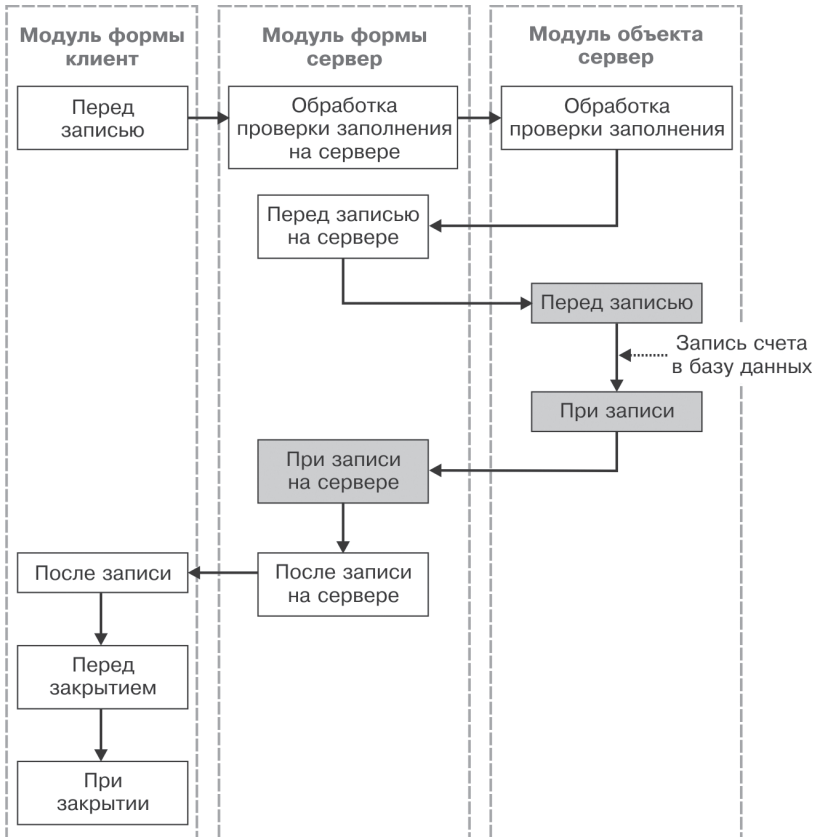 Модуль формы
клиент
Модуль формы
сервер
Модуль объекта
сервер
Перед
записью
Обработка
проверки заполнения
на сервере
Обработка
проверки заполнения
Перед записью
на сервере
Перед записью
Запись счета
в базу данных
При записи
При записи
на сервере
После записи
После записи
на сервере
Перед
закрытием
При
закрытии